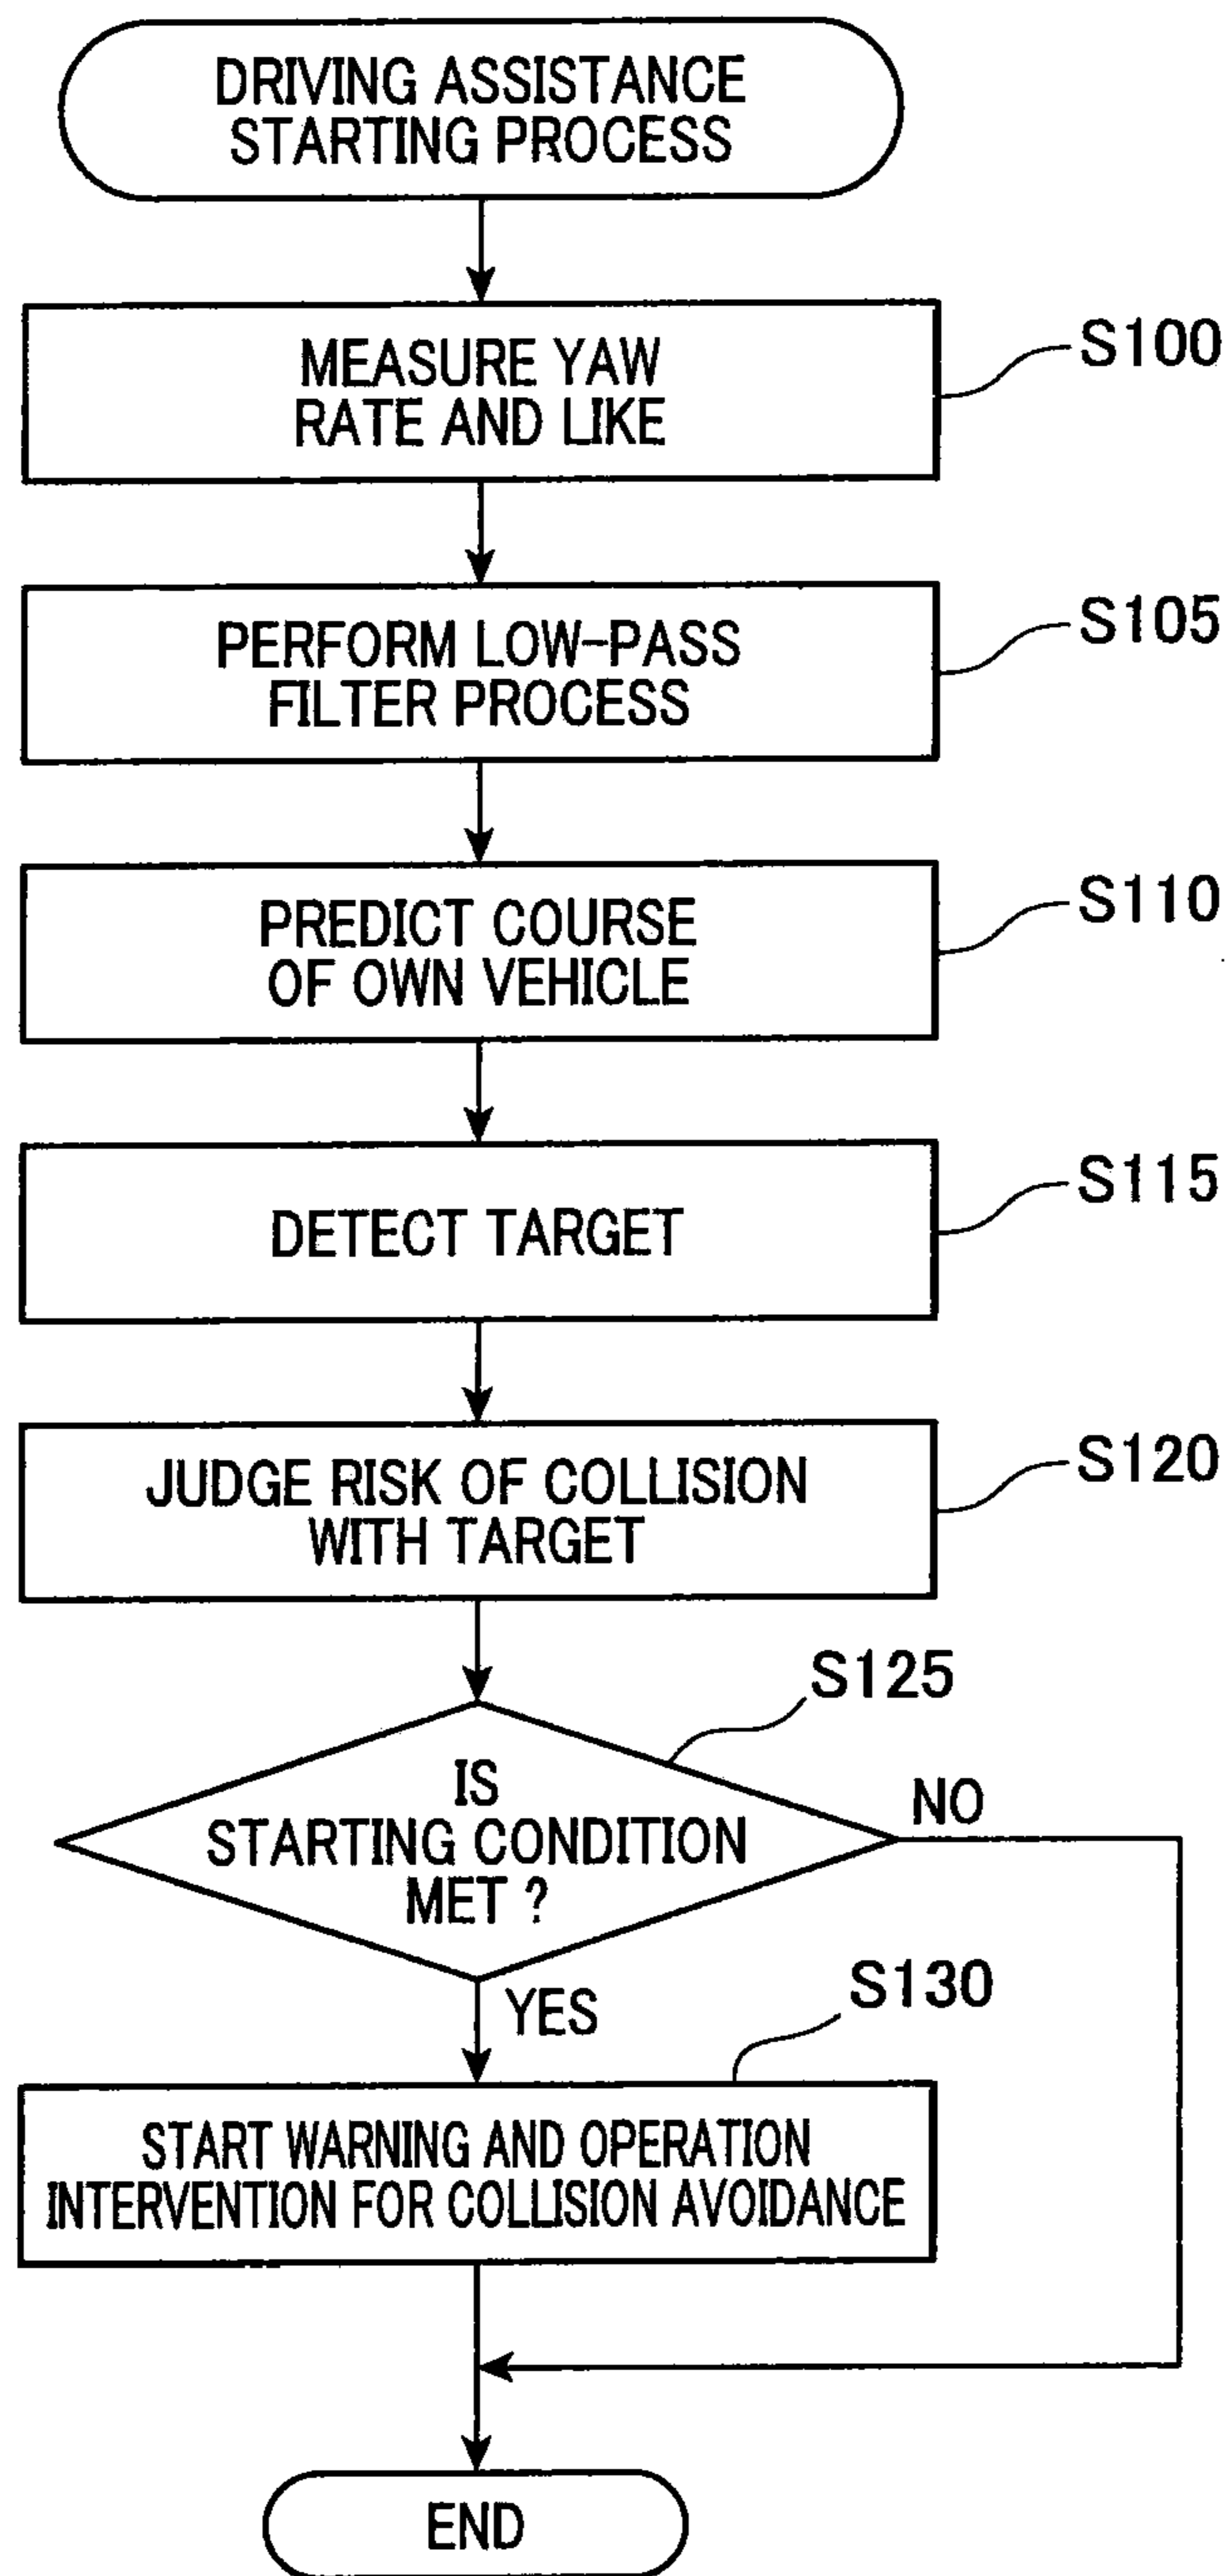 DRIVING ASSISTANCE
STARTING PROCESS
MEASURE YAW
RATE AND LIKE
S100
PERFORM LOW-PASS
FILTER PROCESS
S105
PREDICT COURSE
OF OWN VEHICLE
S110
DETECT TARGET
S115
JUDGE RISK OF COLLISION
WITH TARGET
S120
S125
IS
STARTING CONDITION
MET ?
NO
YES
S130
START WARNING AND OPERATION
INTERVENTION FOR COLLISION AVOIDANCE
END